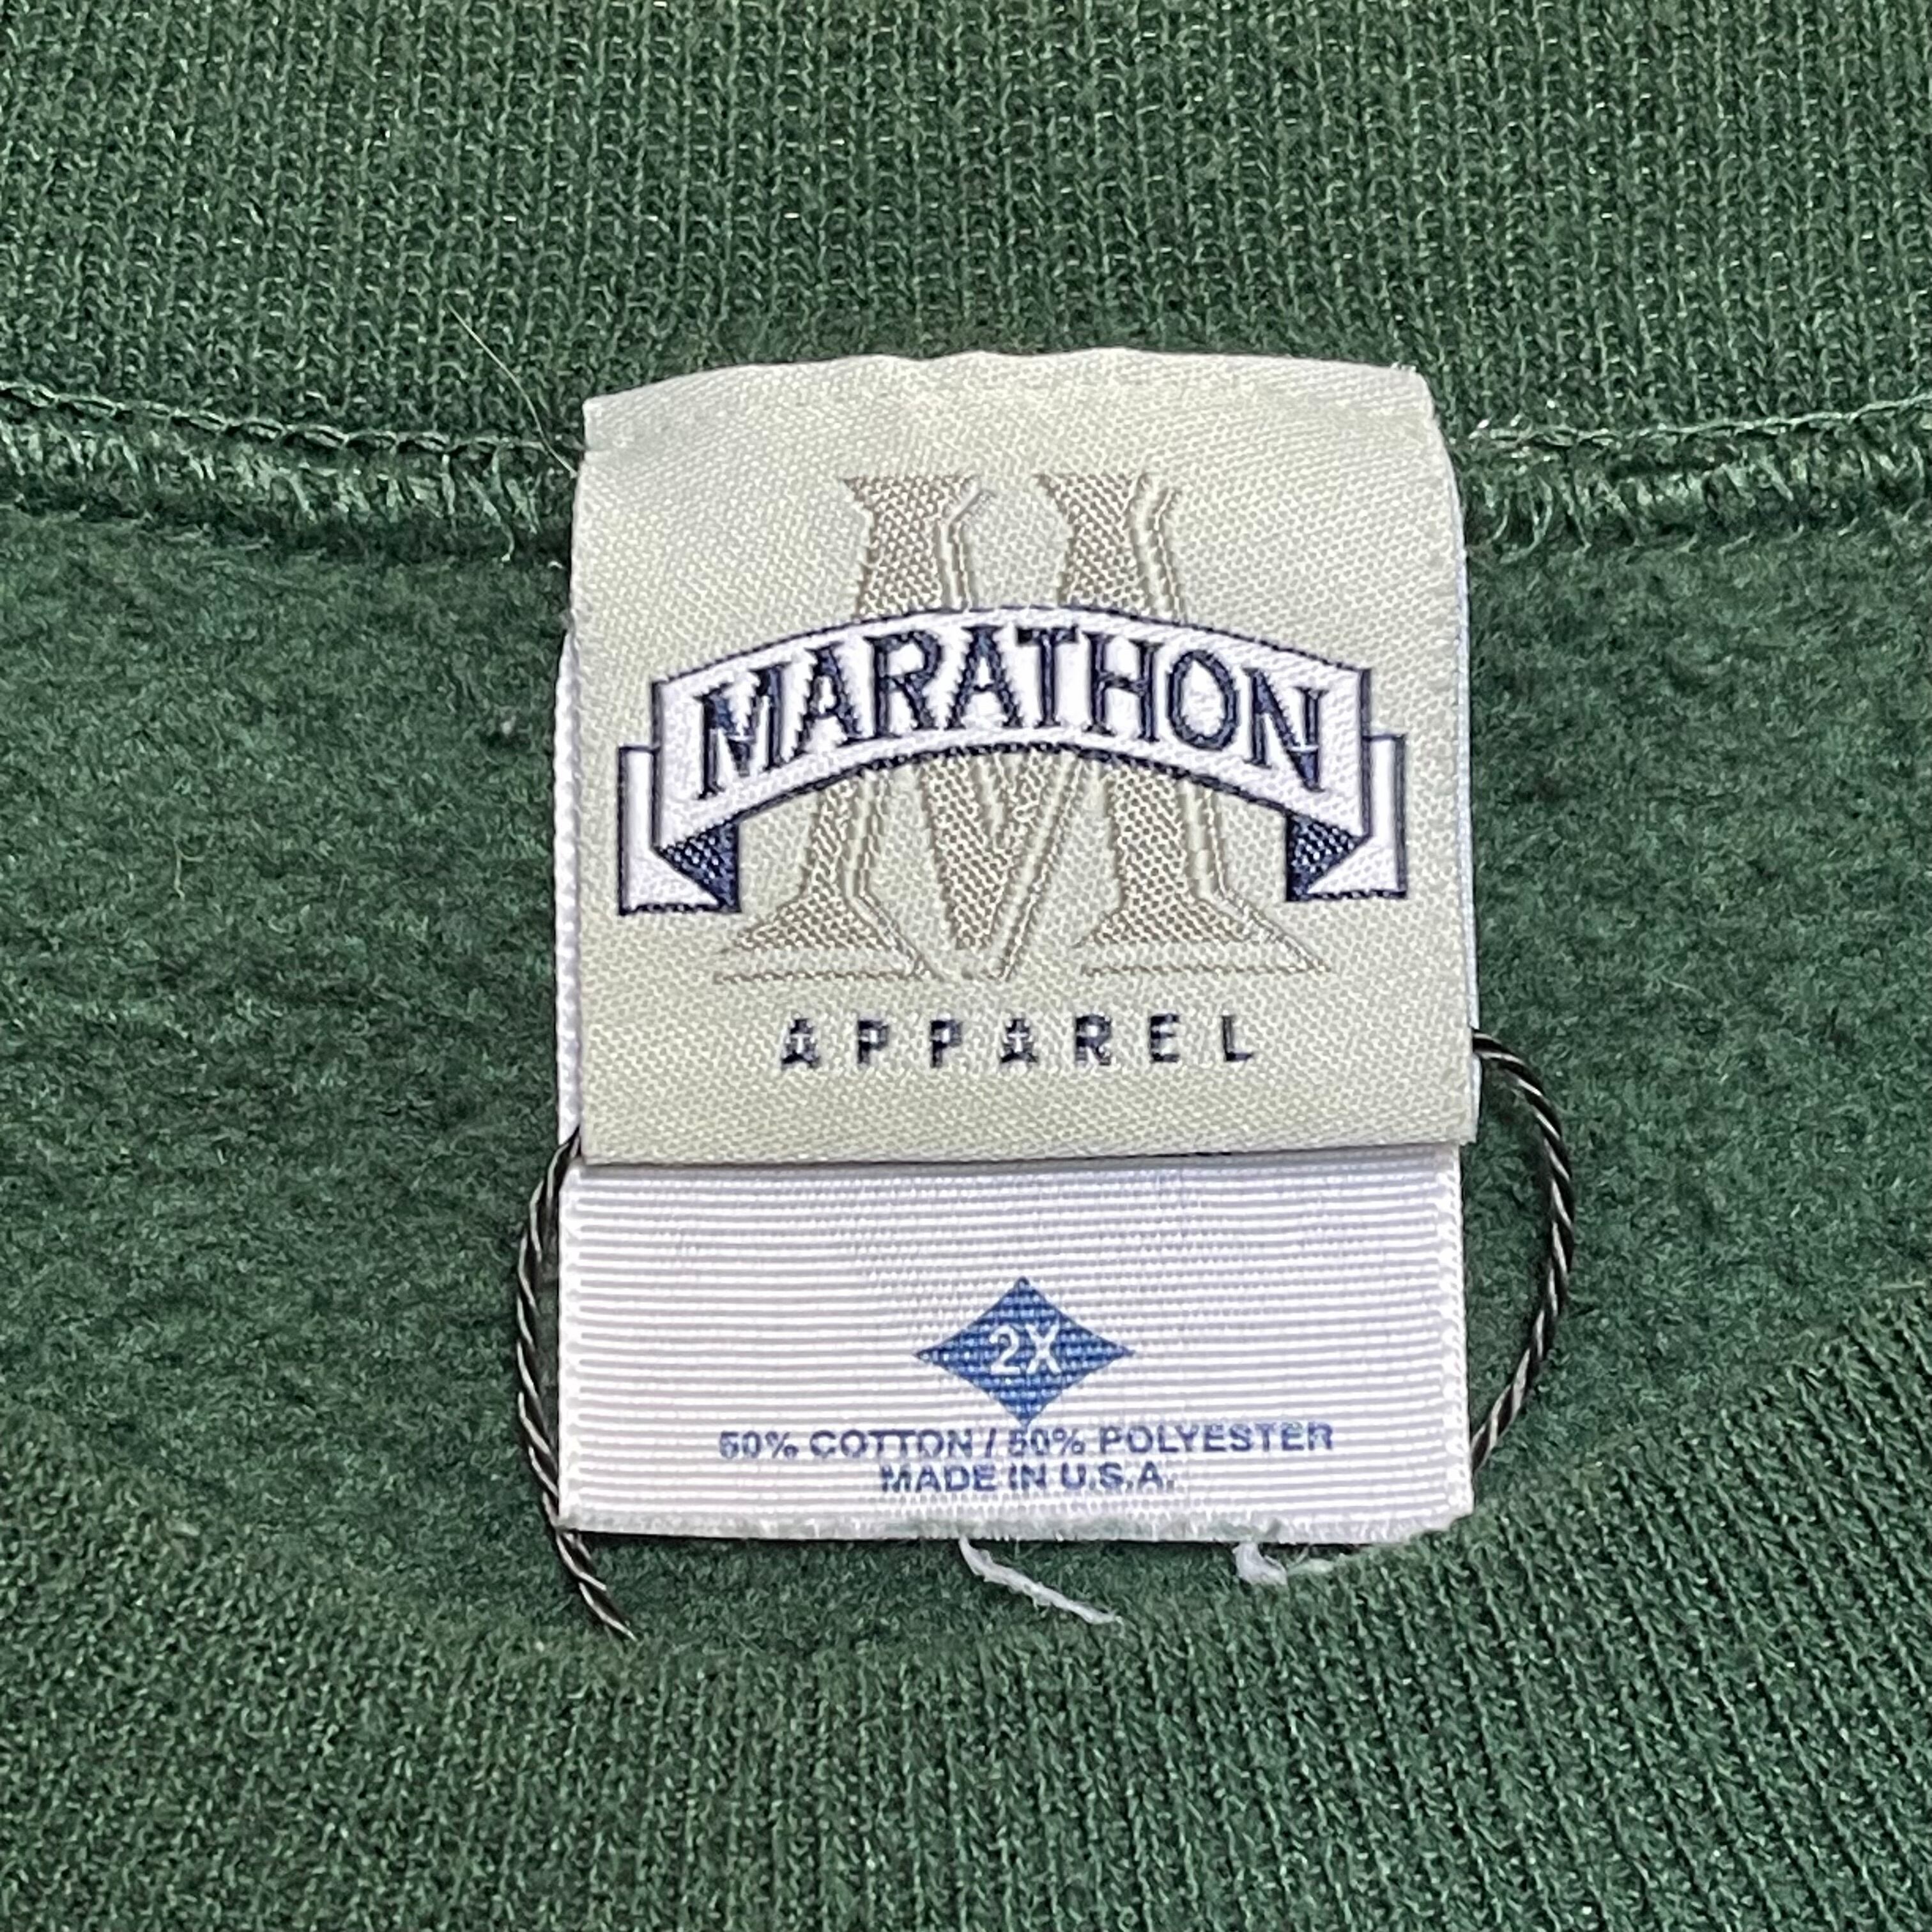 M
MARATHON
APPAREL
2X
50% COTTON / 50% POLYESTER
MADE IN U.S.A.